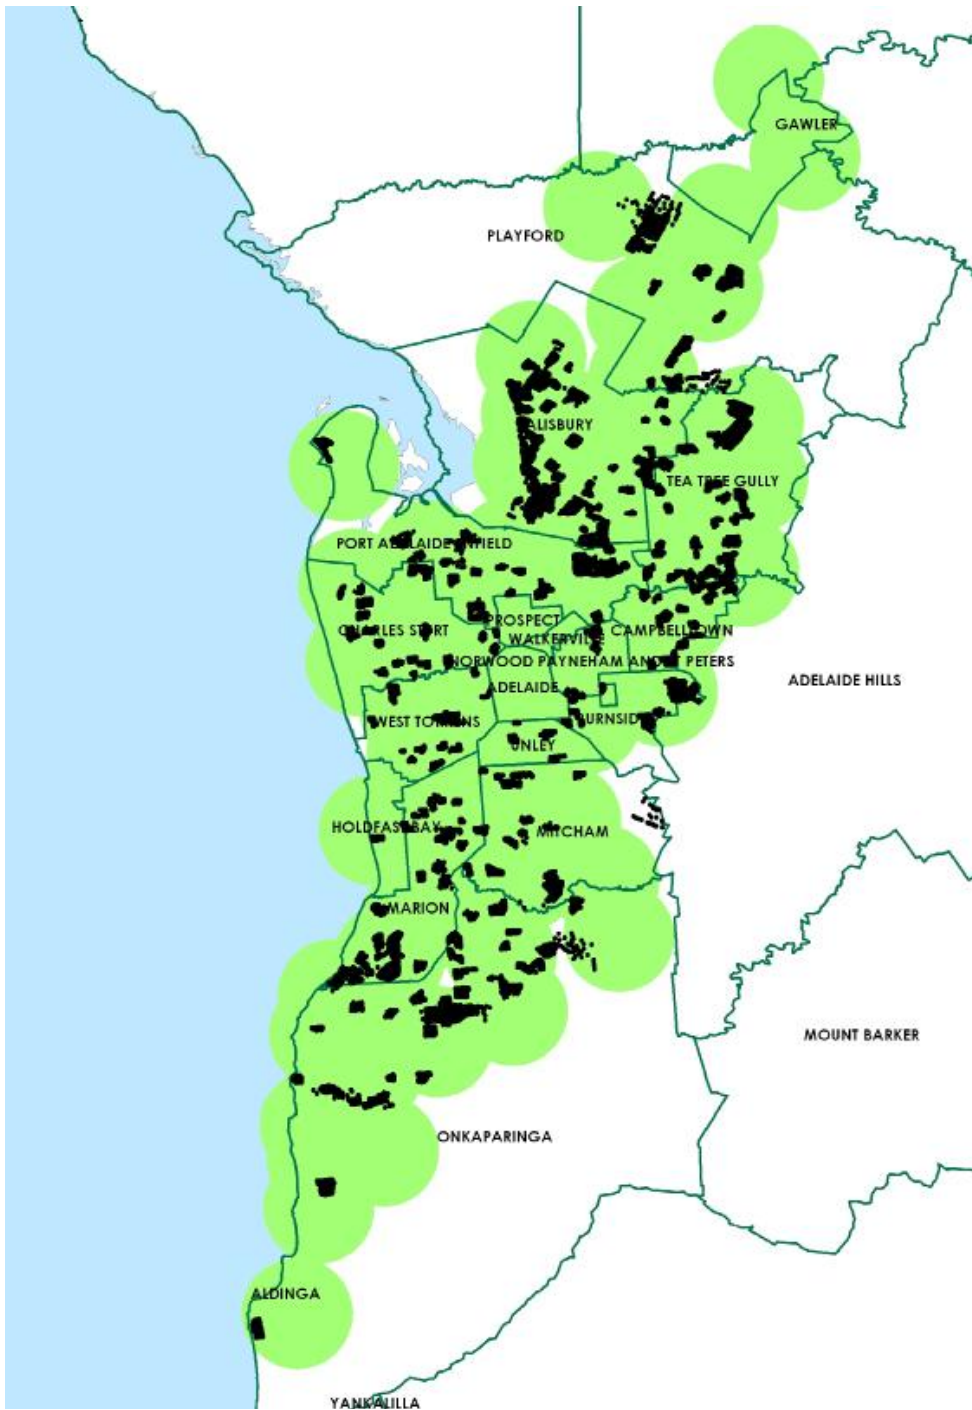 GAWLER
PLAYFORD
ALISBURY
TEA TREE GULLY
PORT ADELAIDE ENFIELD
PROSPECT
CHARLES STURT
WALKERVILLE
CAMPBELLTOWN
NORWOOD PAYNEHAM AND ST PETERS
ADELAIDE HILLS
ADELAIDE
WEST TORRENS
BURNSIDE
UNLEY
HOLDFAST BAY
MITCHAM
MARION
MOUNT BARKER
ONKAPARINGA
ALDINGA
YANKALILLA